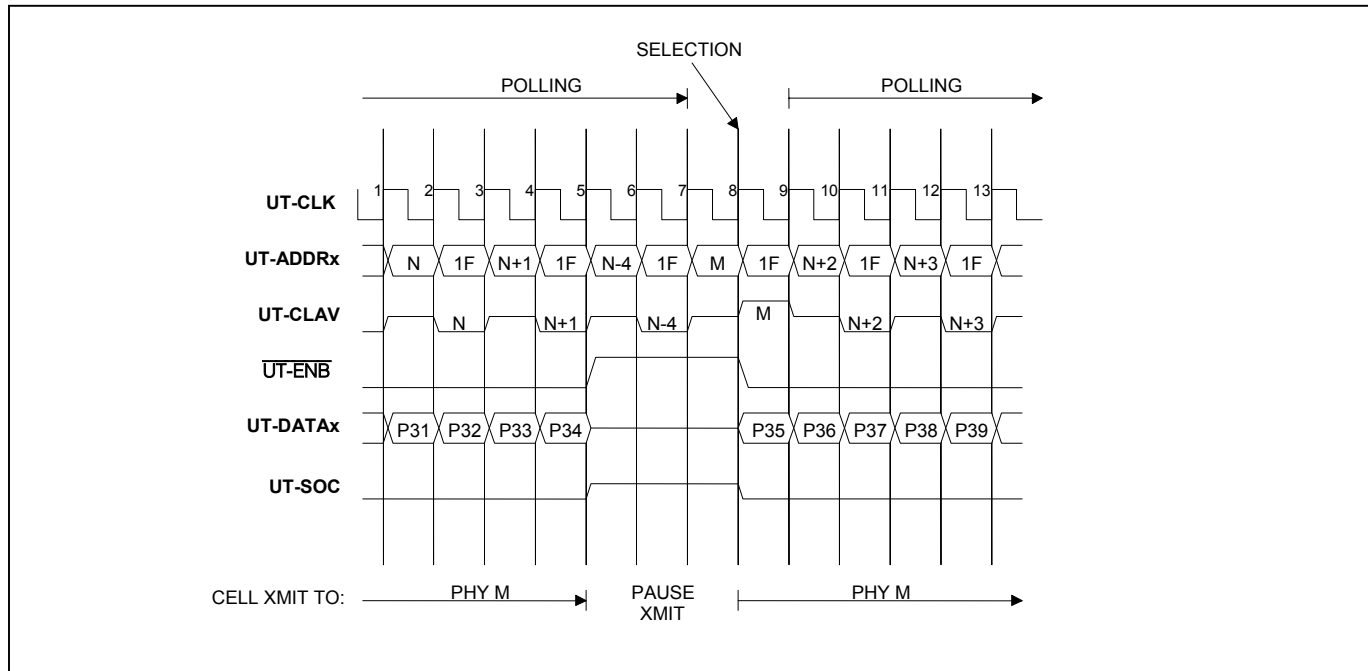 SELECTION
POLLING POLLING
1 2 3 4 5 6 7 8 9 10 11 12 13
UT-CLK
UT-ADDRx N 1F N+1 1F N-4 1F M 1F N+2 1F N+3 1F
UT-CLAV N N+1 N-4 M N+2 N+3
UT-ENB
UT-DATAx P31 P32 P33 P34 P35 P36 P37 P38 P39
UT-SOC
CELL XMIT TO: PHY M PAUSE XMIT PHY M